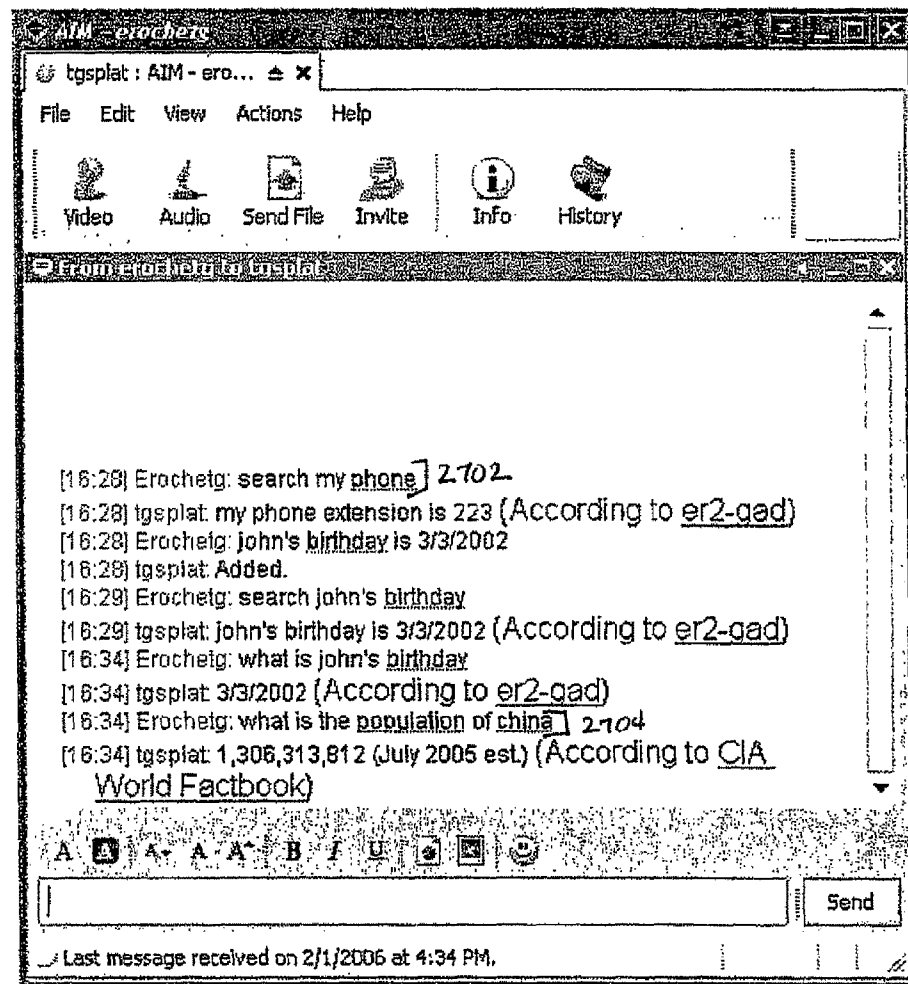 AIM - erochetg
tgsplat : AIM - ero...
File Edit View Actions Help
Video Audio Send File Invite Info History
From erochetg to tgsplat
[16:28] Erochetg: search my phone 2702
[16:28] tgsplat: my phone extension is 223 (According to er2-gad)
[16:28] Erochetg: john's birthday is 3/3/2002
[16:28] tgsplat: Added.
[16:29] Erochetg: search john's birthday
[16:29] tgsplat: john's birthday is 3/3/2002 (According to er2-gad)
[16:34] Erochetg: what is john's birthday
[16:34] tgsplat: 3/3/2002 (According to er2-gad)
[16:34] Erochetg: what is the population of china 2704
[16:34] tgsplat: 1,306,313,812 (July 2005 est.) (According to CIA
World Factbook)
A A A A A B I U
Send
Last message received on 2/1/2006 at 4:34 PM.